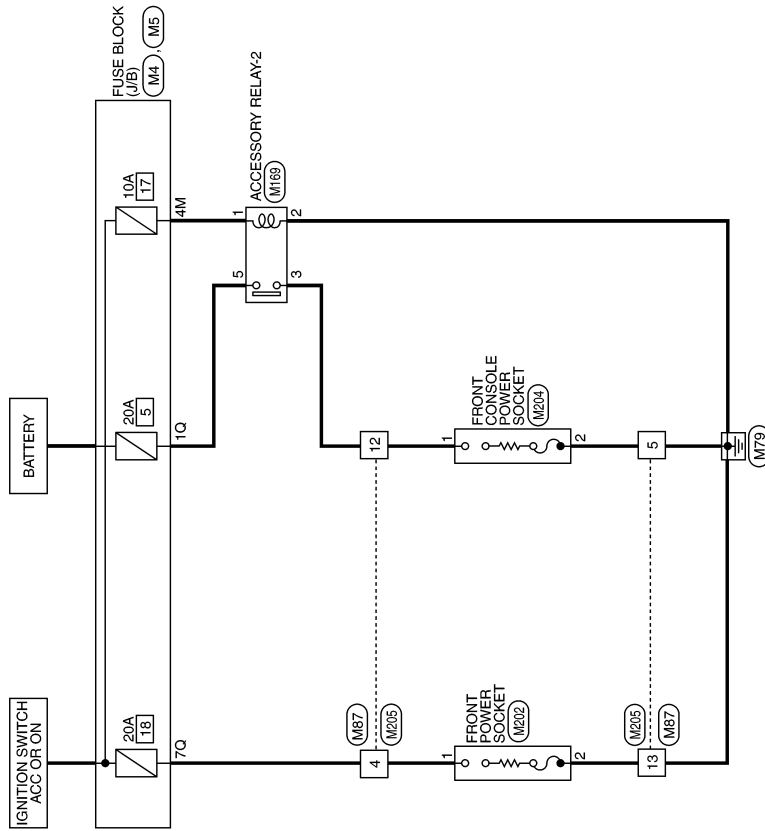 IGNITION SWITCH
ACC OR ON
BATTERY
FUSE BLOCK
(J/B)
M4 , M5
20A
18
20A
5
10A
17
7Q
1Q
4M
ACCESSORY RELAY-2
M169
5
1
3
2
M87
4
M205
12
FRONT
POWER
SOCKET
M202
1
2
FRONT
CONSOLE
POWER
SOCKET
M204
1
2
M205
13
M87
5
M79